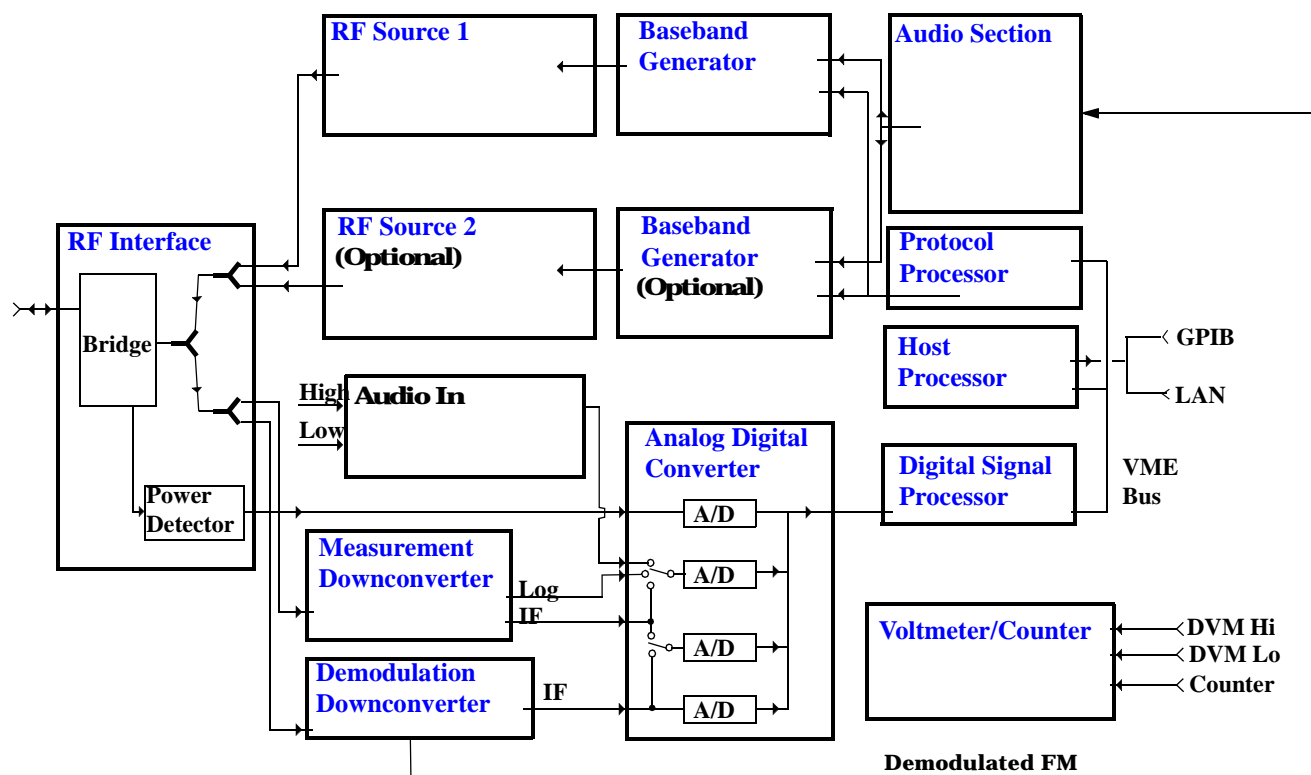 RF Source 1
Baseband
Generator
Audio Section
RF Interface
RF Source 2
(Optional)
Baseband
Generator
(Optional)
Protocol
Processor
Bridge
Host
Processor
GPIB
LAN
High
Low
Audio In
Analog Digital
Converter
Digital Signal
Processor
VME
Bus
Power
Detector
A/D
Measurement
Downconverter
Log
IF
A/D
Voltmeter/Counter
DVM Hi
DVM Lo
Counter
A/D
Demodulation
Downconverter
IF
A/D
Demodulated FM